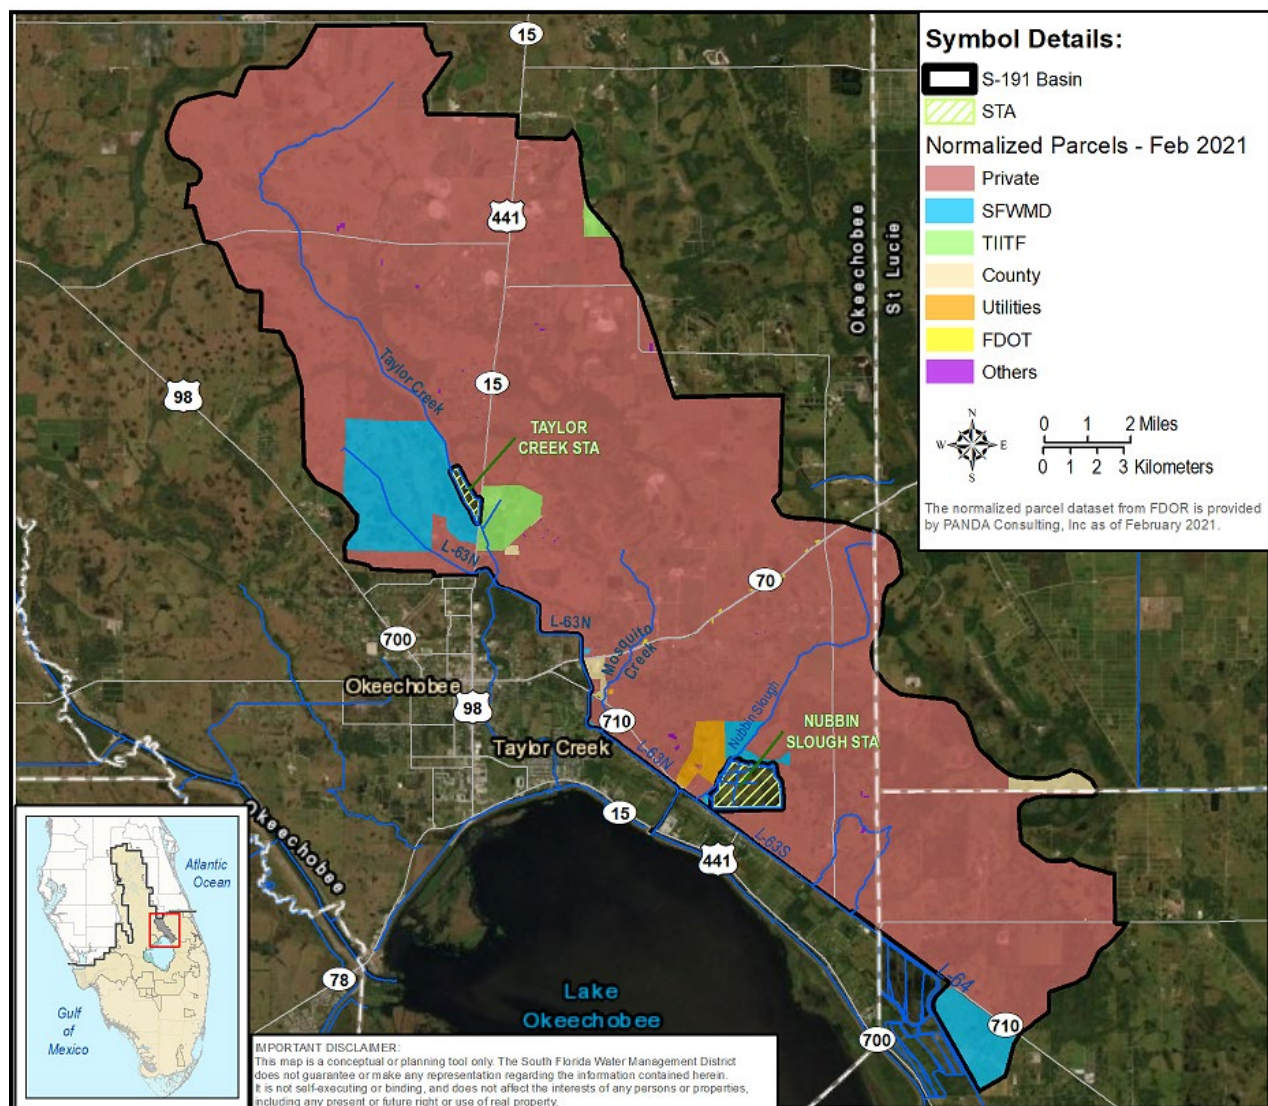 15
Symbol Details:
S-191 Basin
STA
Normalized Parcels - Feb 2021
Private
SFWMD
TIITF
County
Utilities
FDOT
Others
N
W
E
S
0 1 2 Miles
0 1 2 3 Kilometers
The normalized parcel dataset from FDOR is provided
by PANDA Consulting, Inc as of February 2021.
441
Okeechobee
St Lucie
98
Taylor Creek
15
TAYLOR
CREEK STA
L-63N
70
L-63N
700
Mosquito
Creek
Okeechobee
98
710
Nubbin Slough
NUBBIN
SLOUGH STA
Taylor Creek
L-63N
15
L-63S
441
Okeechobee
Atlantic
Ocean
Gulf
of
Mexico
78
Lake
Okeechobee
L-64
710
700
IMPORTANT DISCLAIMER:
This map is a conceptual or planning tool only. The South Florida Water Management District
does not guarantee or make any representation regarding the information contained herein.
It is not self-executing or binding, and does not affect the interests of any persons or properties,
including any present or future right or use of real property.